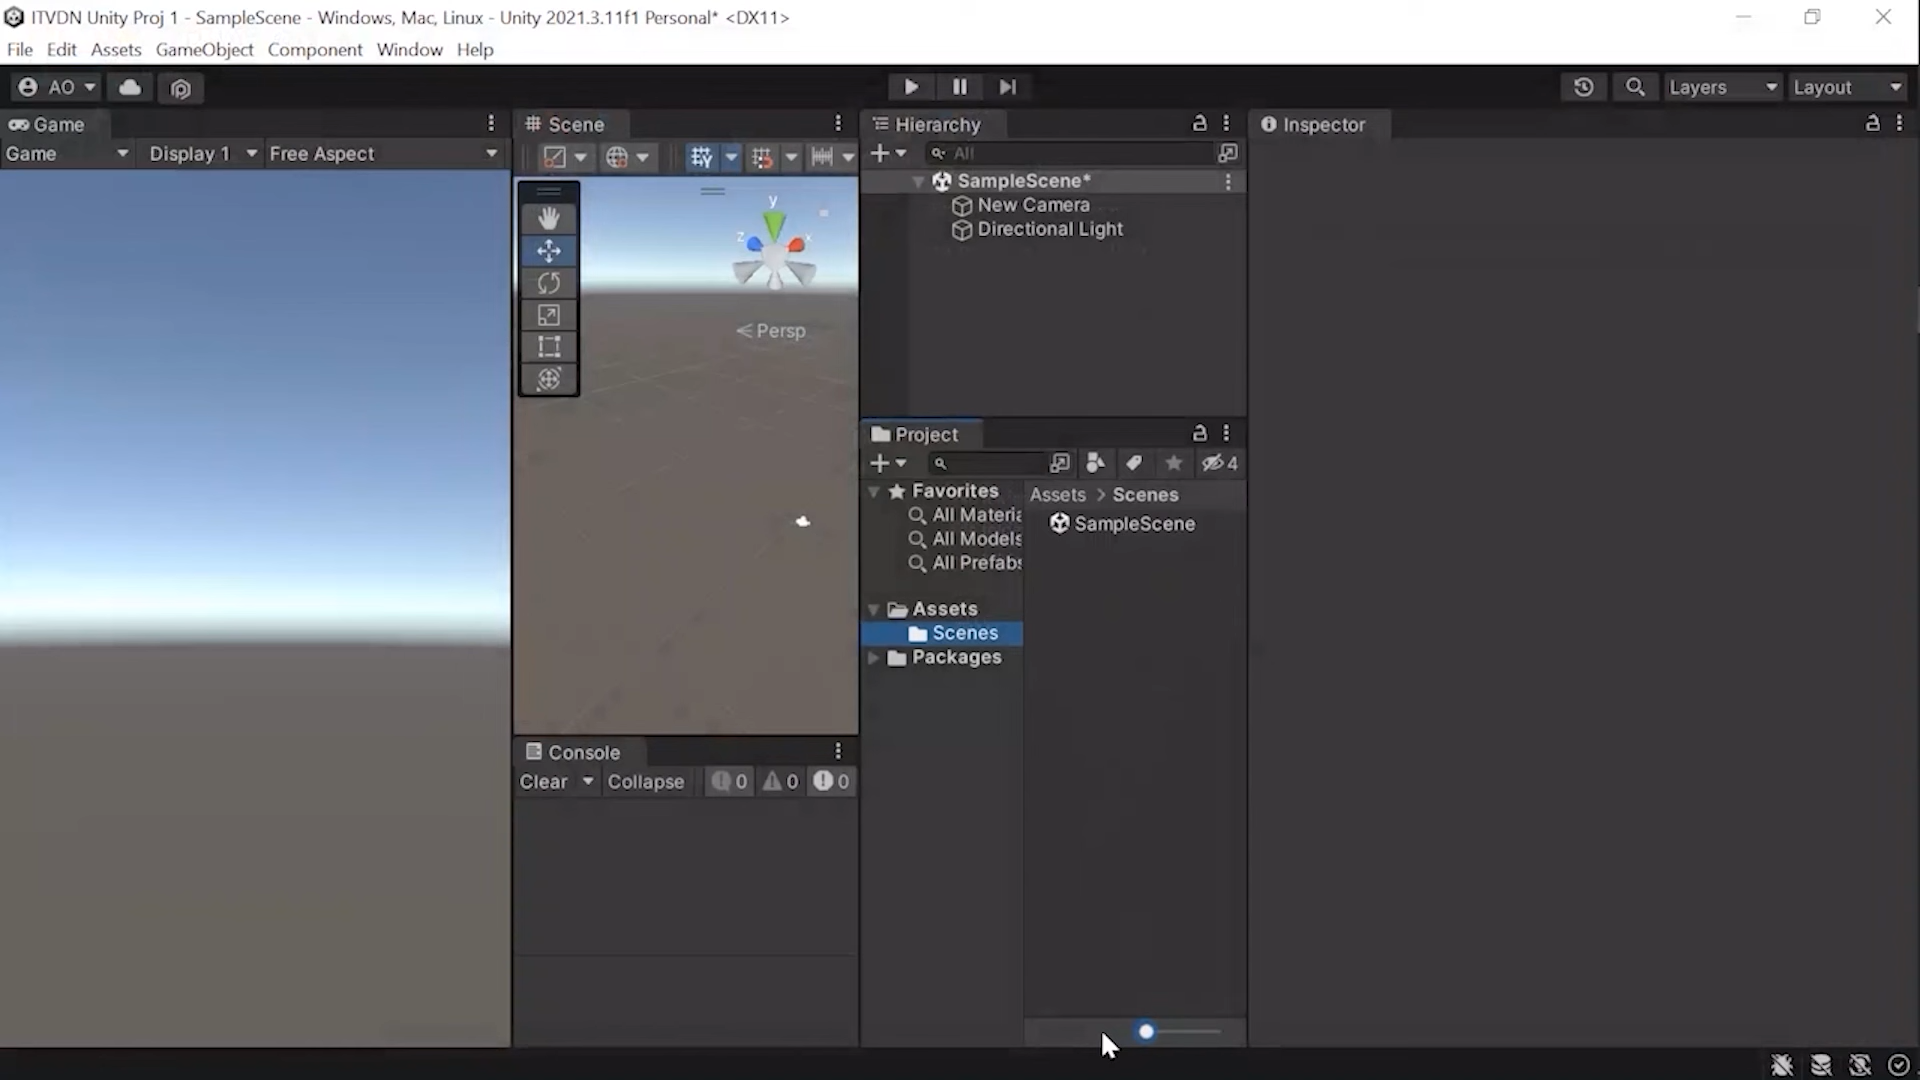 ITVDN Unity Proj 1 - SampleScene - Windows, Mac, Linux - Unity 2021.3.11f1 Personal* <DX11>
File Edit Assets GameObject Component Window Help
AO
Layers
Layout
Game
Game
Display 1
Free Aspect
Scene
y
z
x
Persp
Console
Clear
Collapse
0
0
0
Hierarchy
All
SampleScene*
New Camera
Directional Light
Project
4
Favorites
All Materia
All Models
All Prefabs
Assets
Scenes
Packages
Assets > Scenes
SampleScene
Inspector